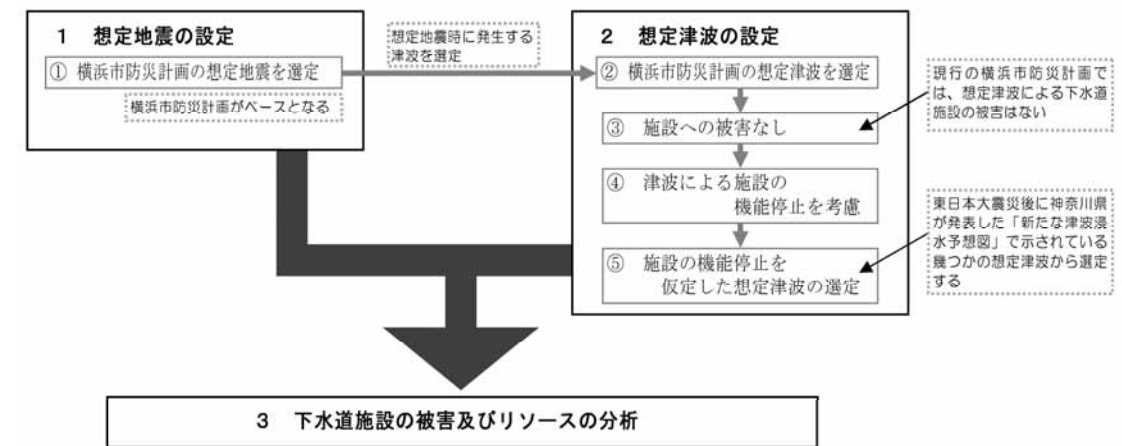 1 想定地震の設定
① 横浜市防災計画の想定地震を選定
横浜市防災計画がベースとなる
想定地震時に発生する
津波を選定
2 想定津波の設定
② 横浜市防災計画の想定津波を選定
③ 施設への被害なし
④ 津波による施設の
機能停止を考慮
⑤ 施設の機能停止を
仮定した想定津波の選定
現行の横浜市防災計画で
は、想定津波による下水道
施設の被害はない
東日本大震災後に神奈川県
が発表した「新たな津波浸
水予想図」で示されている
幾つかの想定津波から選定
する
3 下水道施設の被害及びリソースの分析